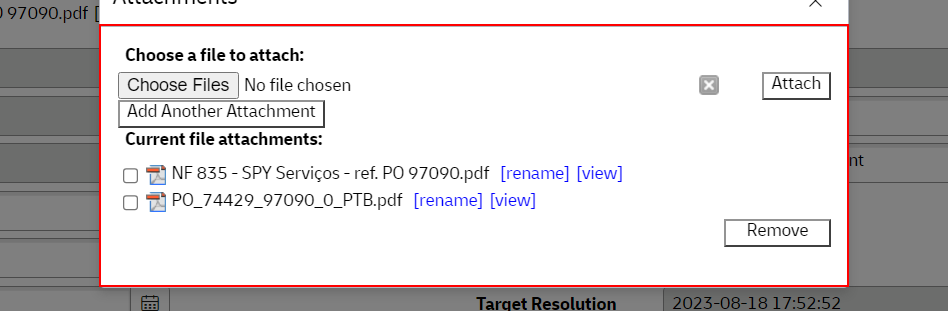 Attachments
O 97090.pdf [
Choose a file to attach:
Choose Files No file chosen
Attach
Add Another Attachment
Current file attachments:
NF 835 - SPY Serviços - ref. PO 97090.pdf [rename] [view]
PO_74429_97090_0_PTB.pdf [rename] [view]
Remove
Target Resolution
2023-08-18 17:52:52